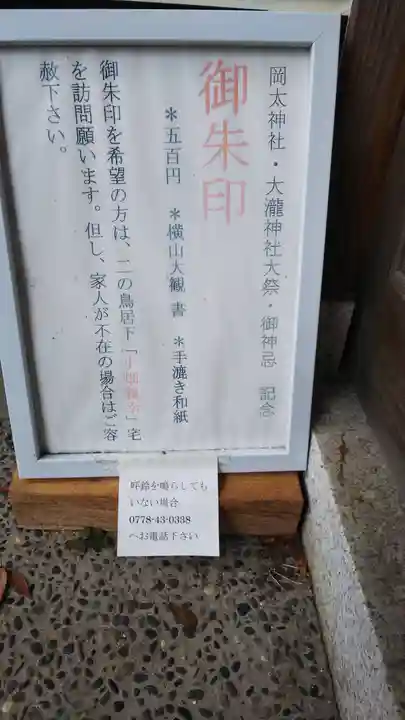 岡太神社・大瀧神社大祭・御神忌 記念
御朱印
＊五百円 ＊横山大観 書 ＊手漉き和紙
御朱印を希望の方は、二の鳥居下「」宅
を訪問願います。但し、家人が不在の場合はご容
赦下さい。
呼鈴を鳴らしても
いない場合
0778-43-0338
へお電話下さい